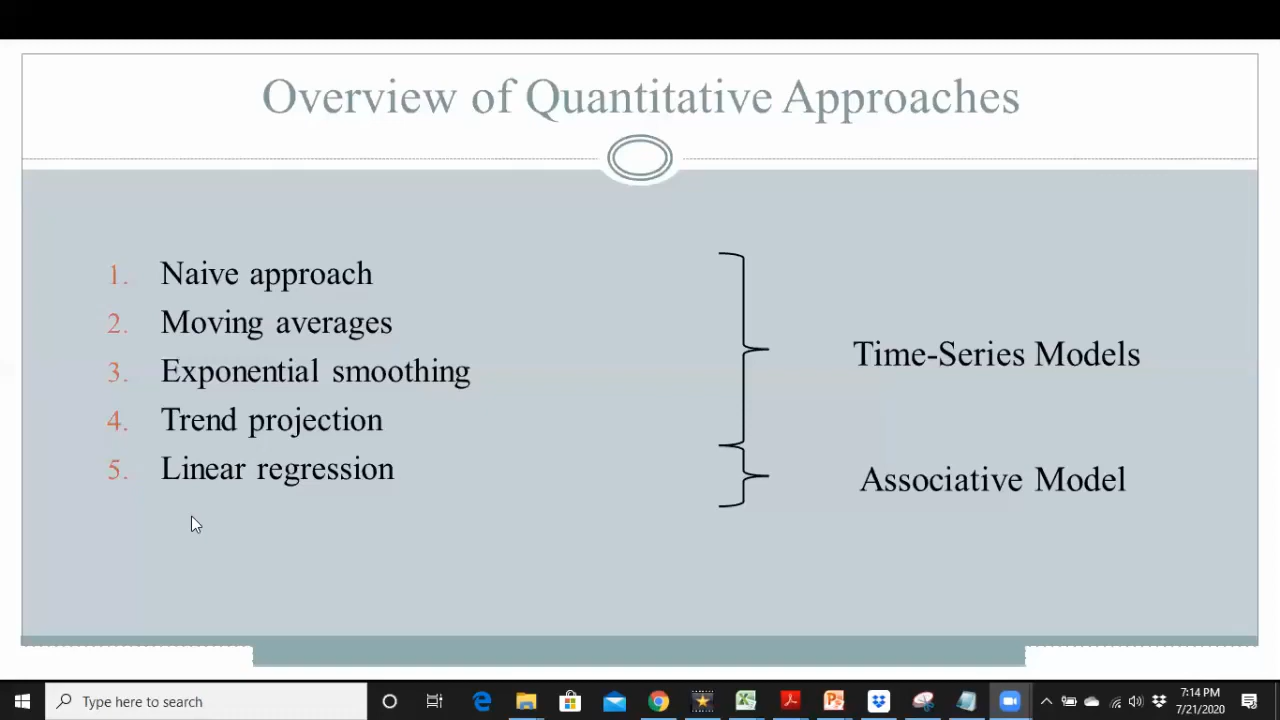 Overview of Quantitative Approaches
1. Naive approach
2. Moving averages
3. Exponential smoothing
4. Trend projection
5. Linear regression
Time-Series Models
Associative Model
Type here to search
7:14 PM
7/21/2020